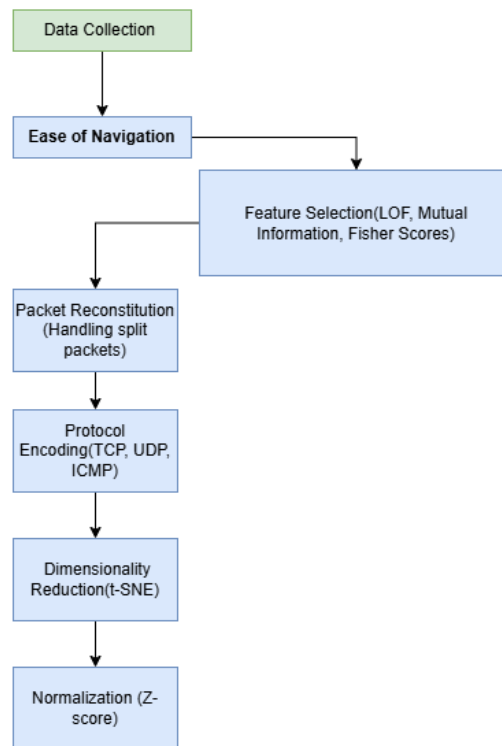 Data Collection
Ease of Navigation
Feature Selection(LOF, Mutual
Information, Fisher Scores)
Packet Reconstitution
(Handling split
packets)
Protocol
Encoding(TCP, UDP,
ICMP)
Dimensionality
Reduction(t-SNE)
Normalization (Z-
score)